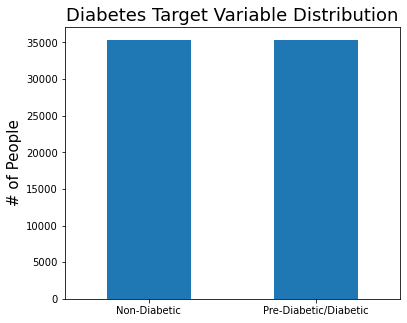 Diabetes Target Variable Distribution
# of People
35000
30000
25000
20000
15000
10000
5000
0
Non-Diabetic Pre-Diabetic/Diabetic